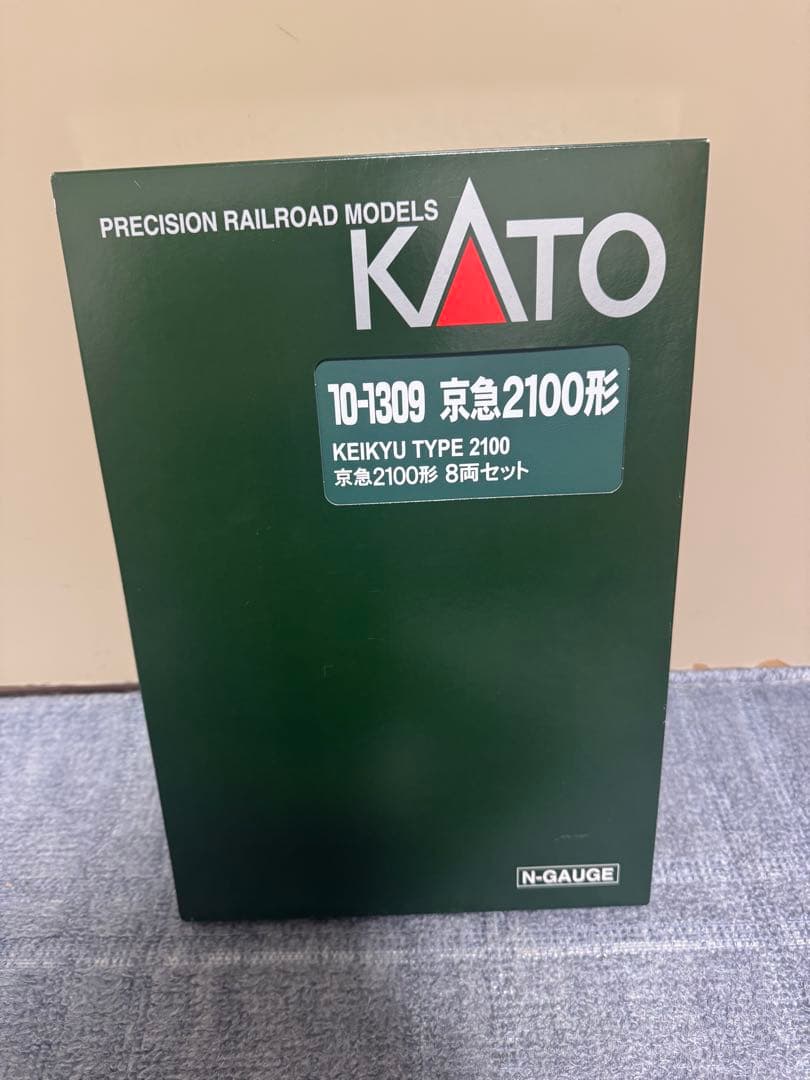 PRECISION RAILROAD MODELS
KATO
10-1309 京急2100形
KEIKYU TYPE 2100
京急2100形 8両セット
N-GAUGE